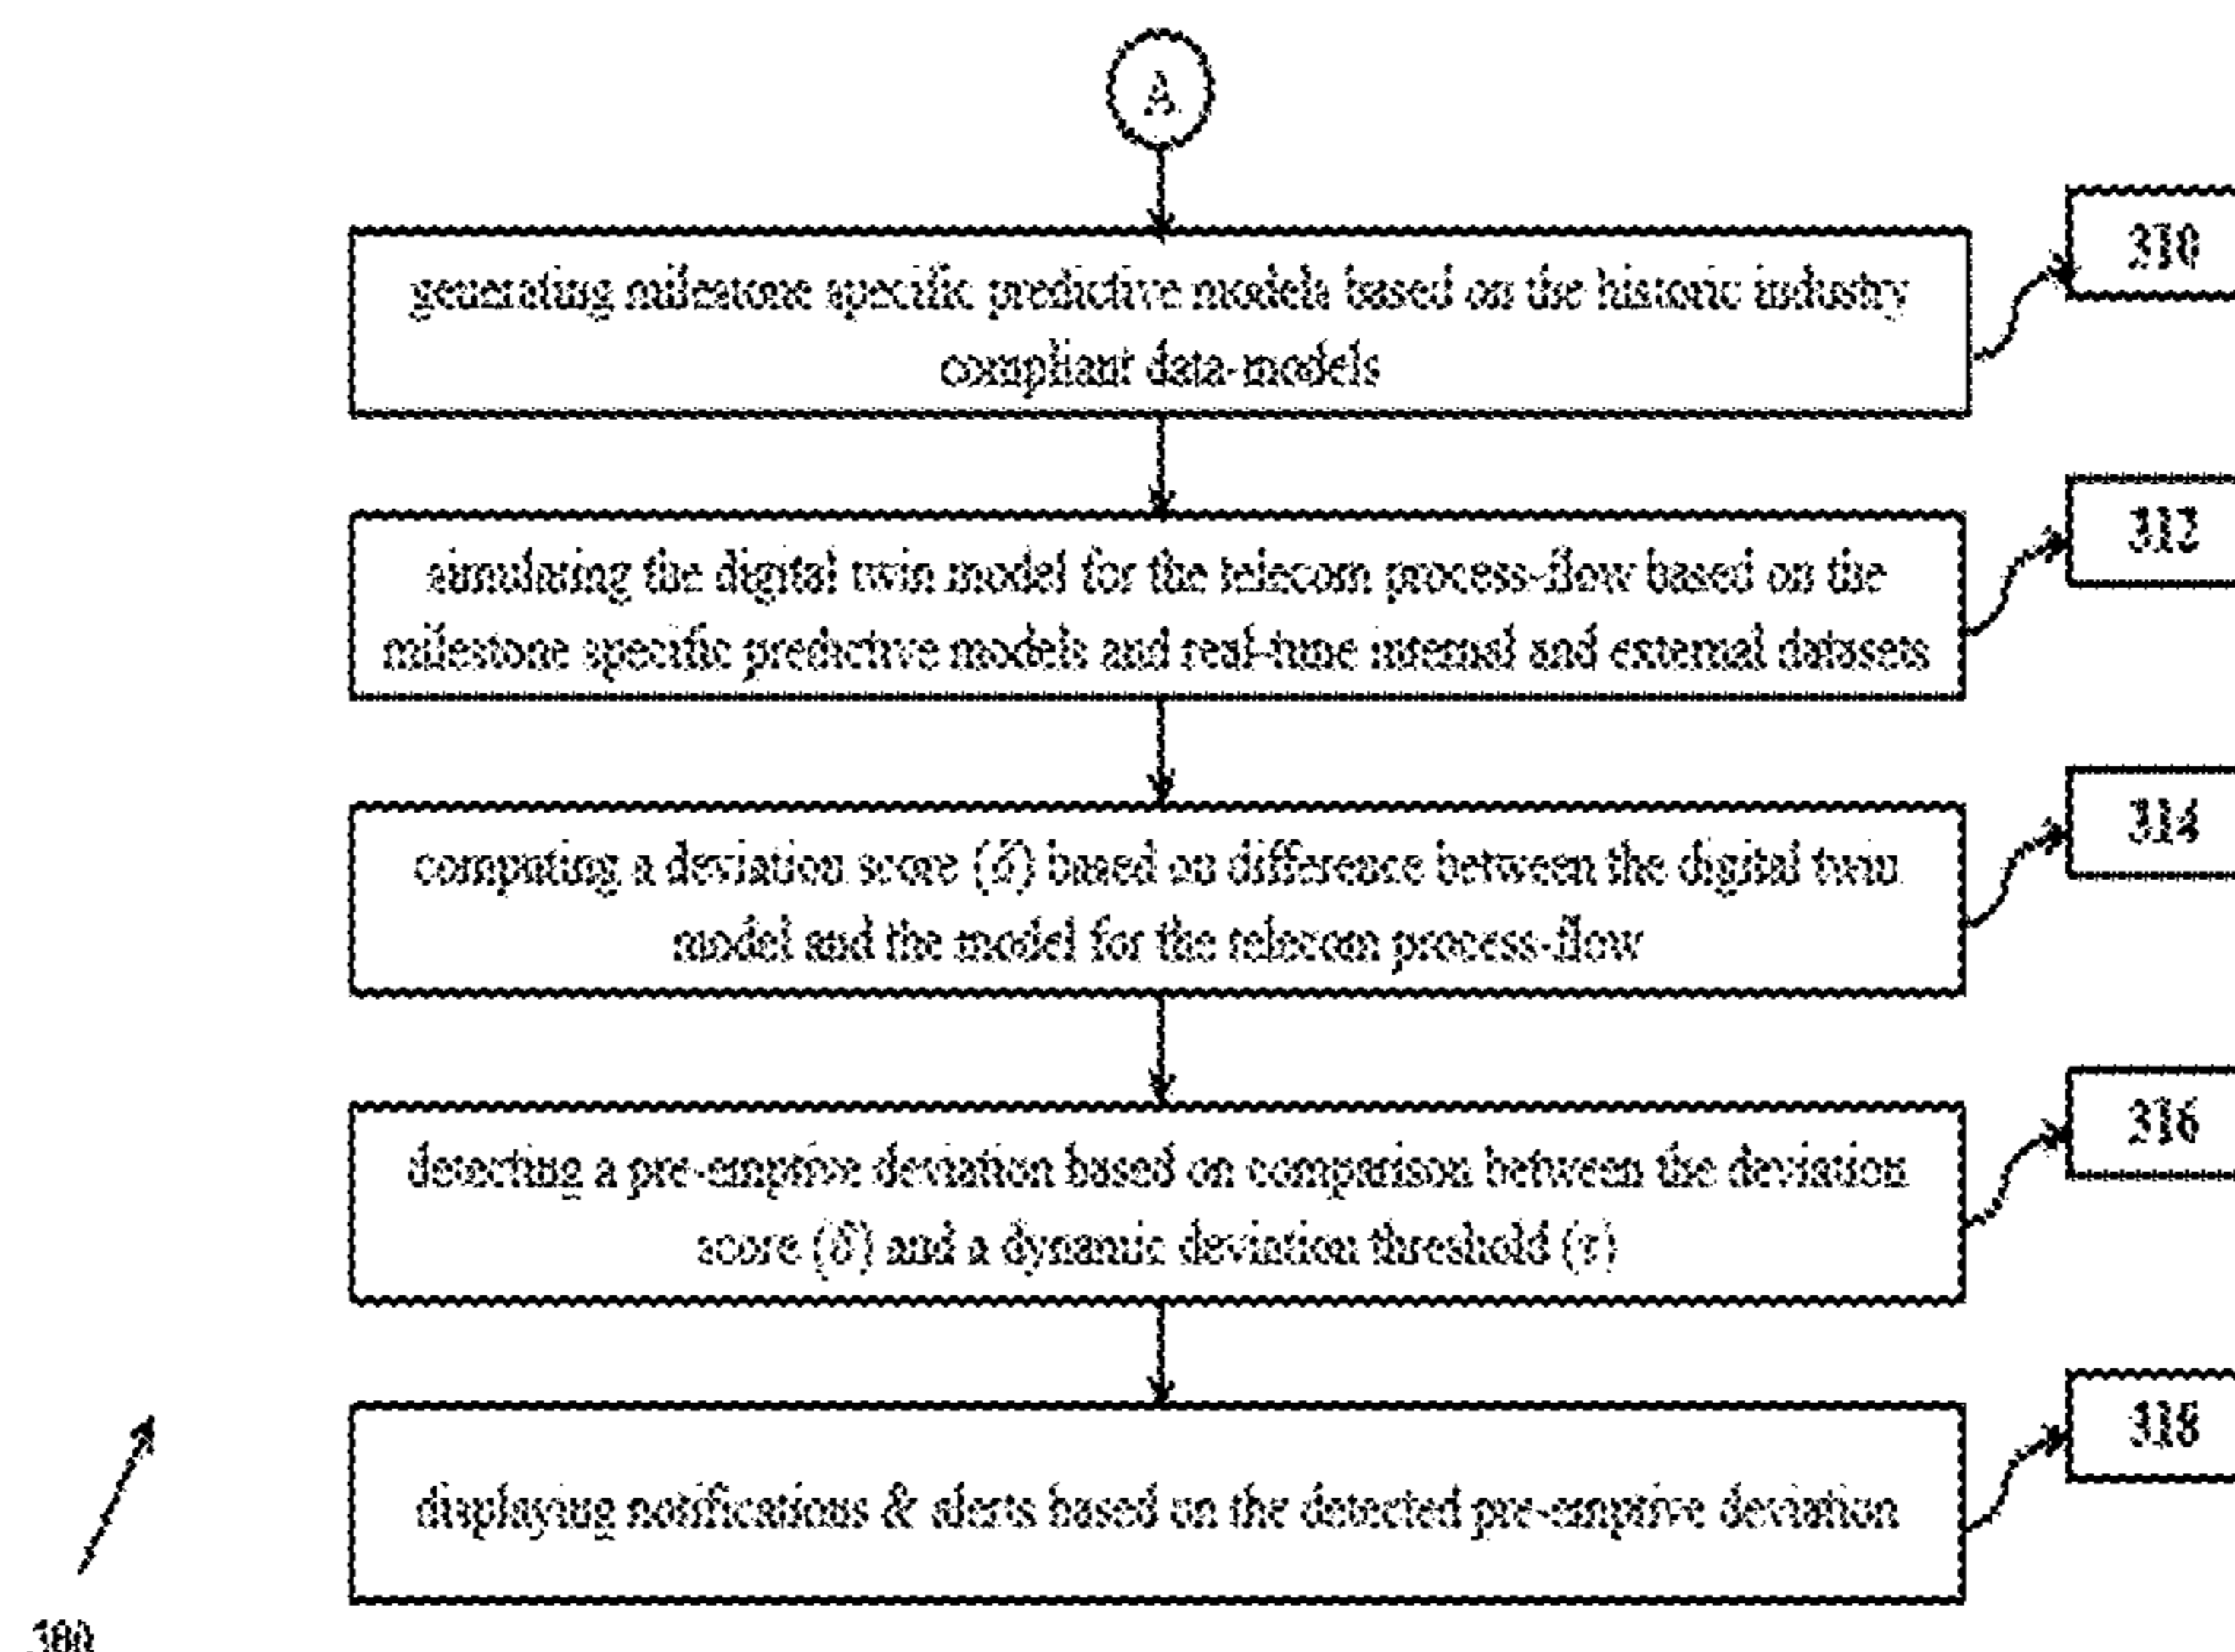 A
generating milestone specific predictive models based on the historic industry
compliant data-models
310
simulating the digital twin model for the telecom process-flow based on the
milestone specific predictive models and real-time internal and external datasets
312
computing a deviation score (δ) based on difference between the digital twin
model and the model for the telecom process-flow
314
detecting a pre-emptive deviation based on comparison between the deviation
score (δ) and a dynamic deviation threshold (τ)
316
displaying notifications & alerts based on the detected pre-emptive deviation
318
300